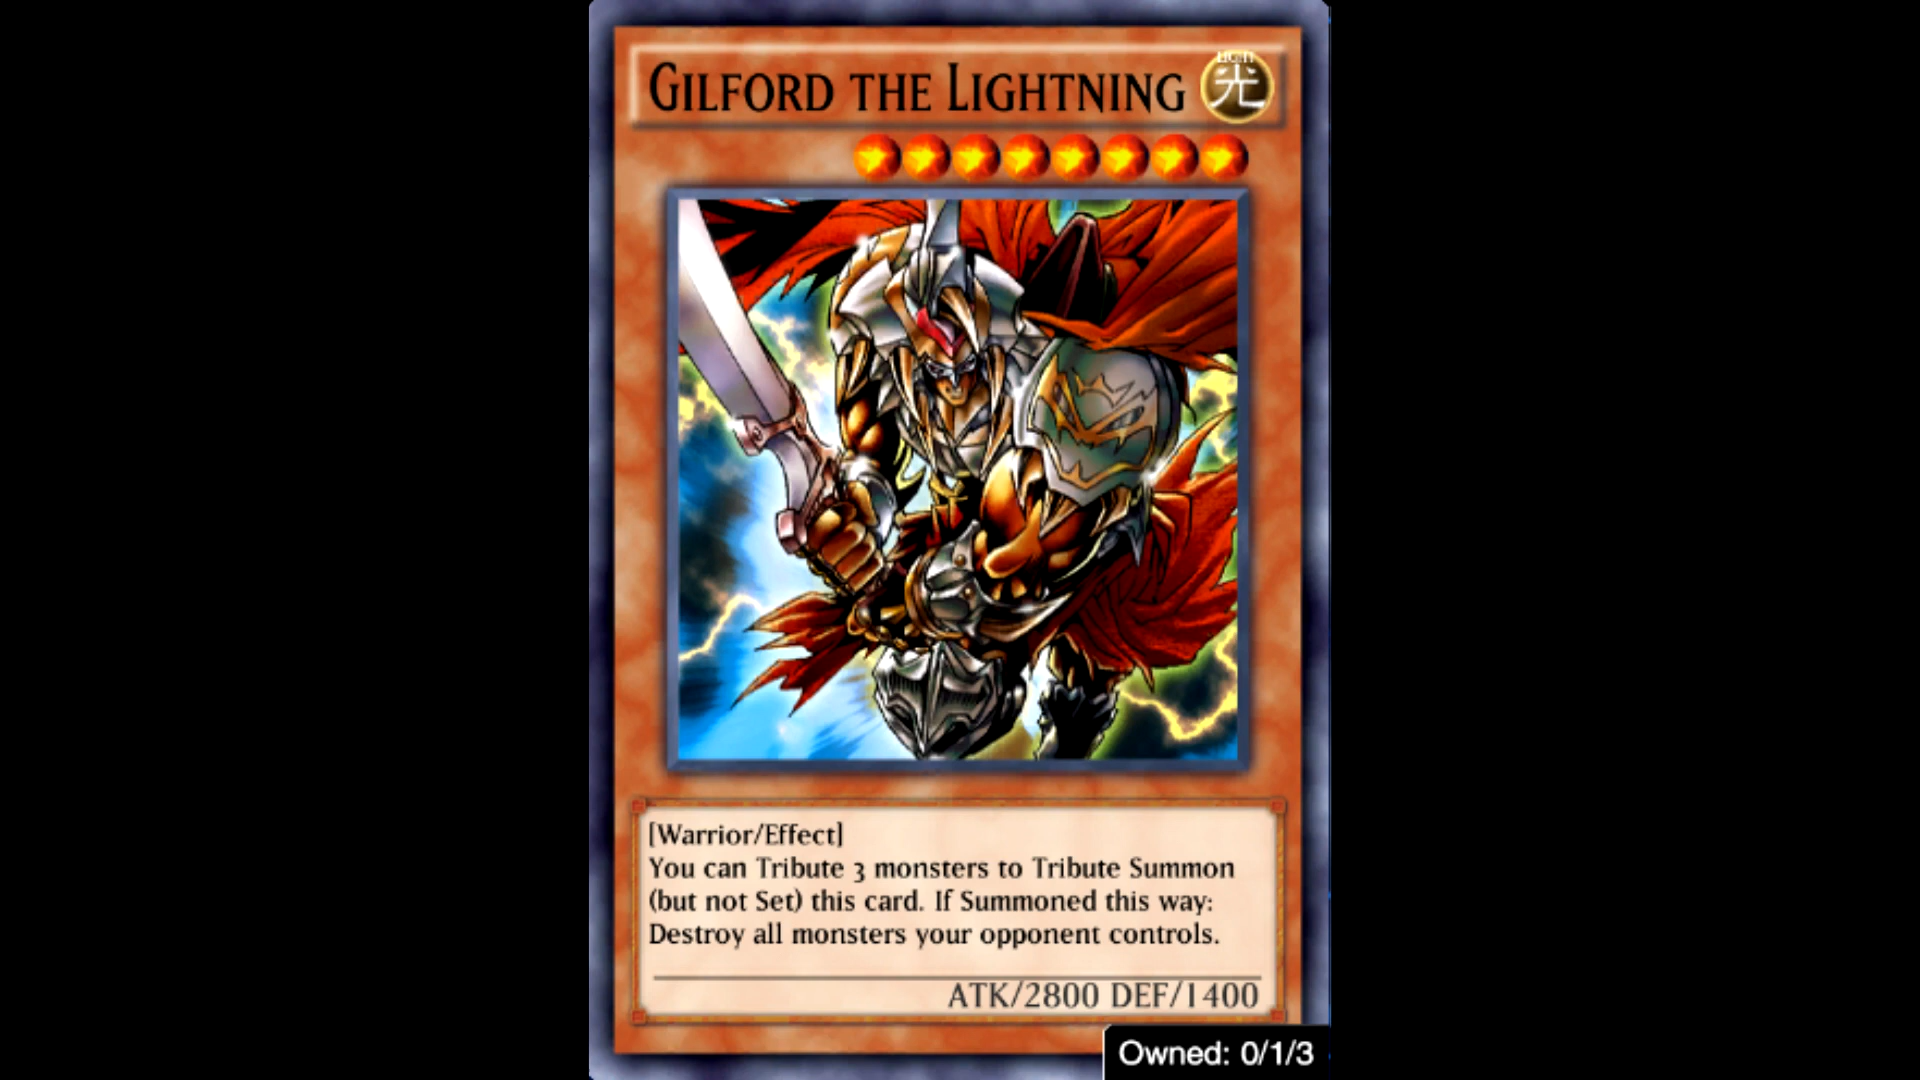 Gilford the Lightning
LIGHT
光
[Warrior/Effect]
You can Tribute 3 monsters to Tribute Summon
(but not Set) this card. If Summoned this way:
Destroy all monsters your opponent controls.
ATK/2800 DEF/1400
Owned: 0/1/3